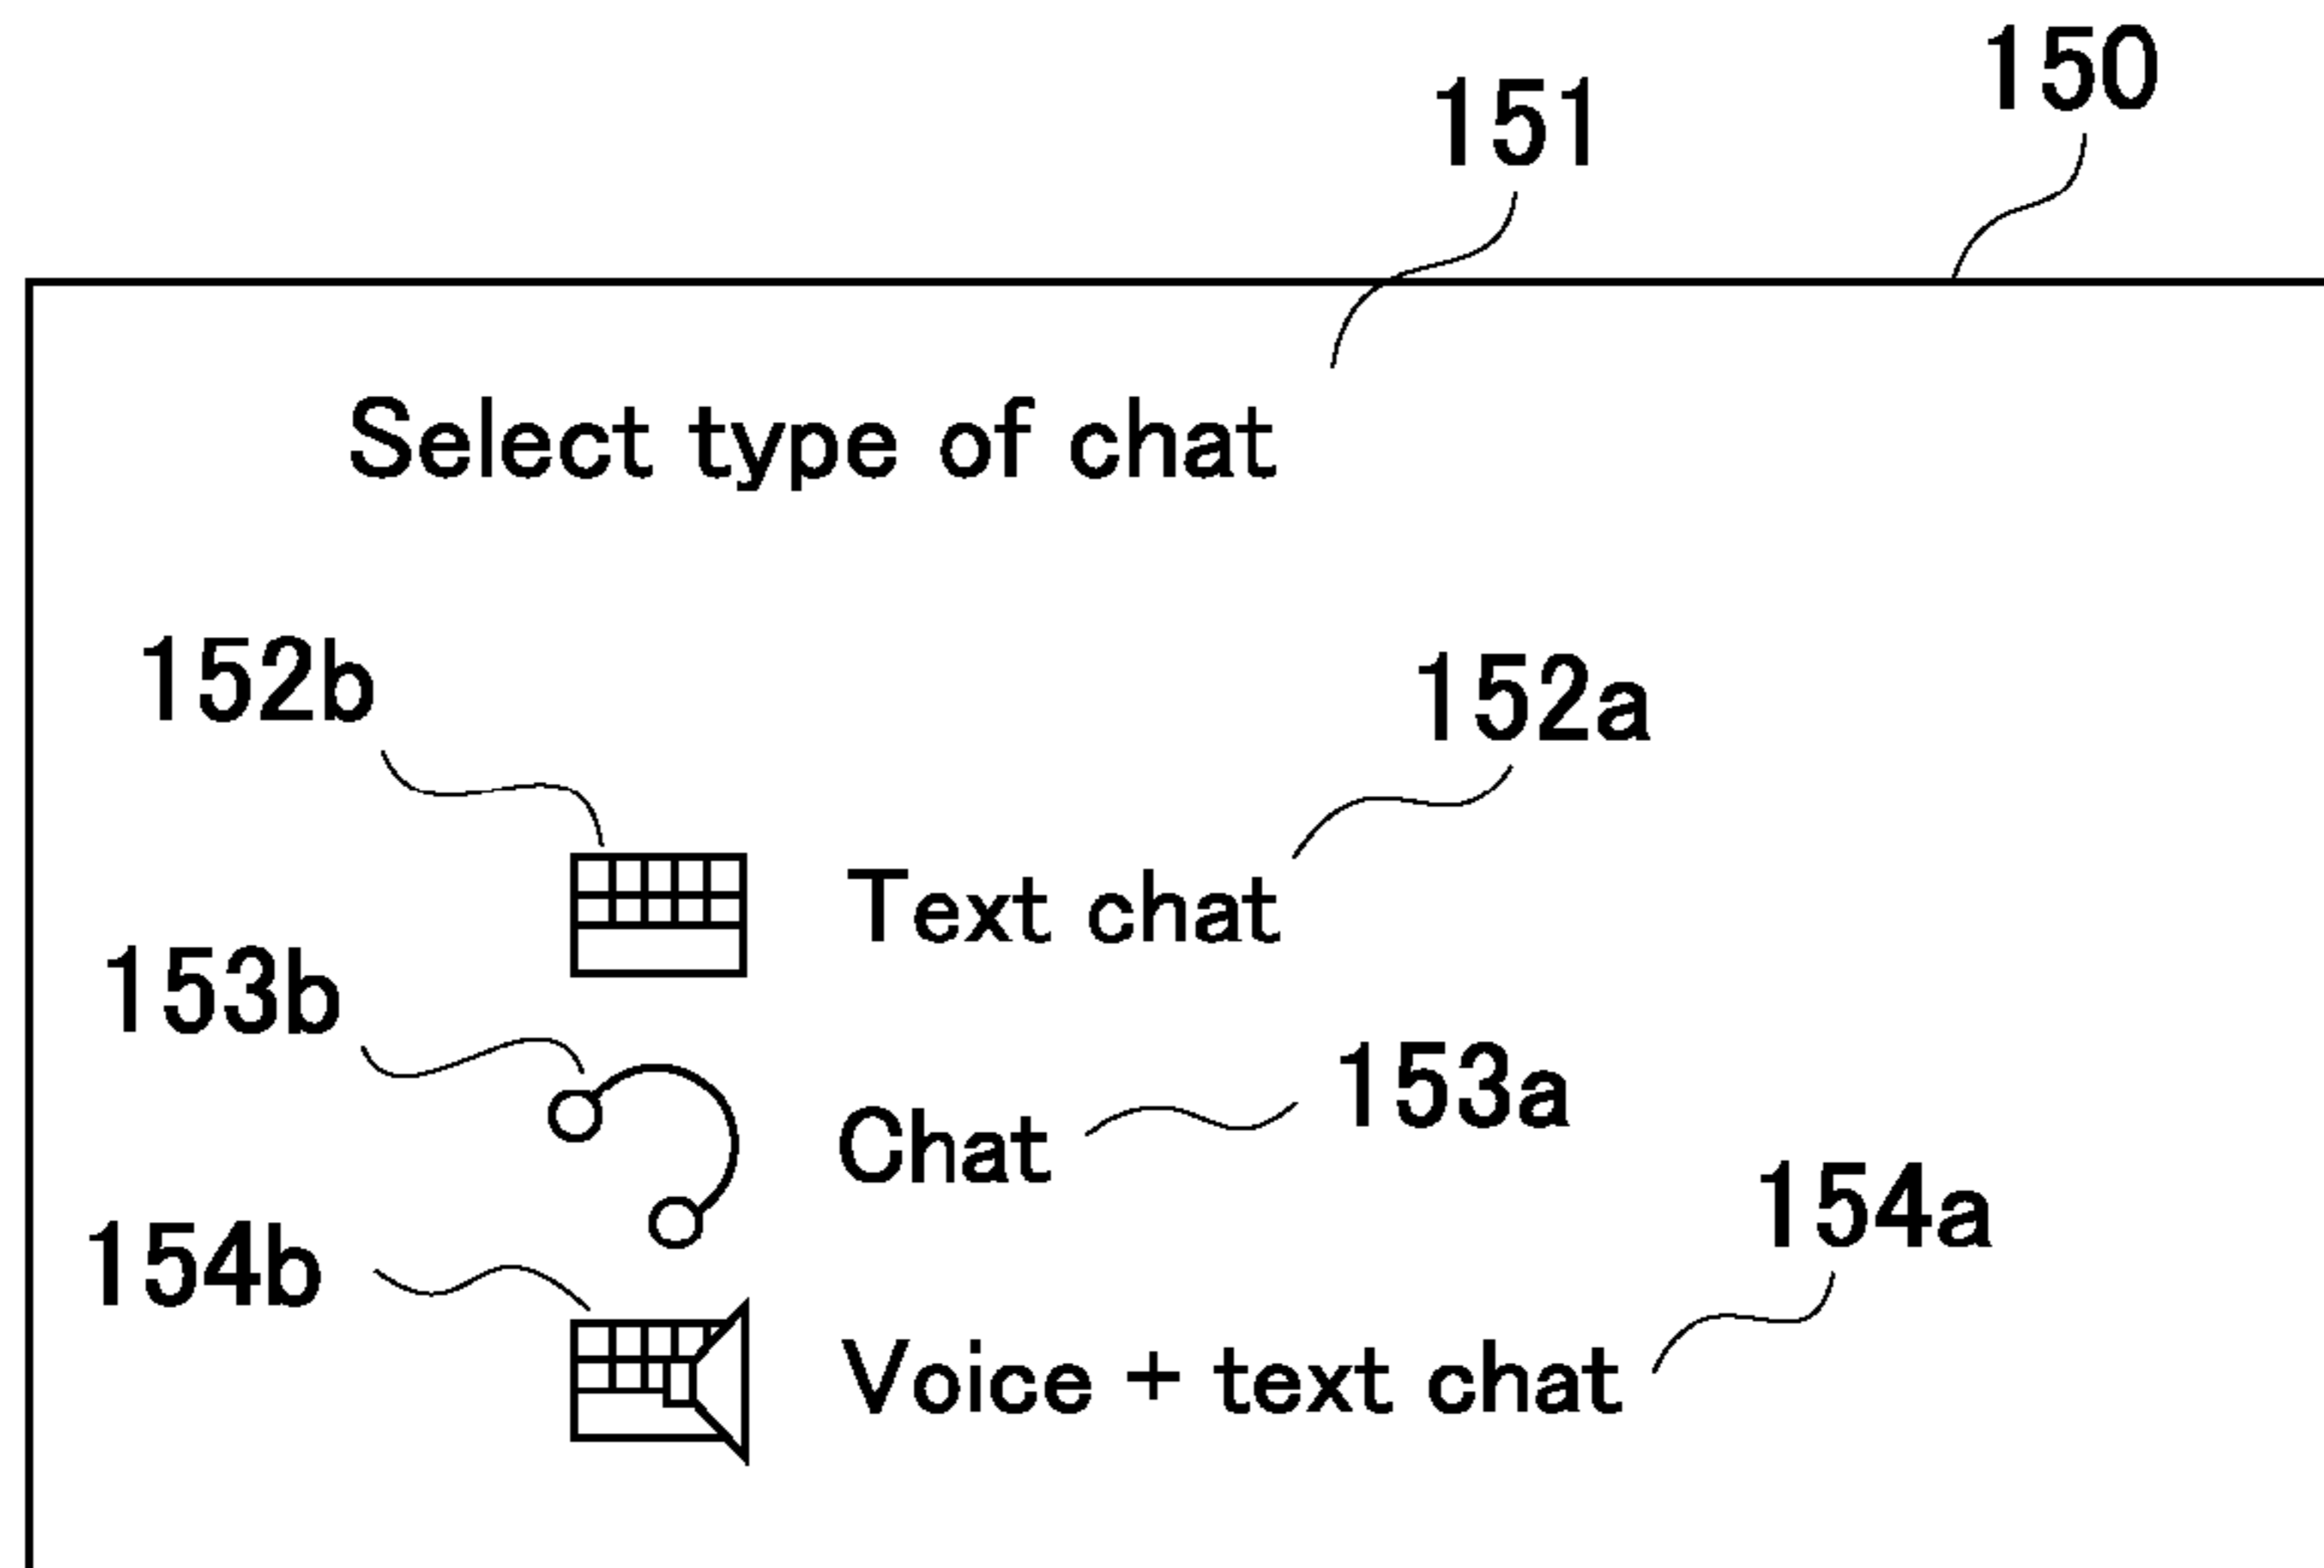 150
151
Select type of chat
152b
152a
Text chat
153b
153a
Chat
154a
154b
Voice + text chat